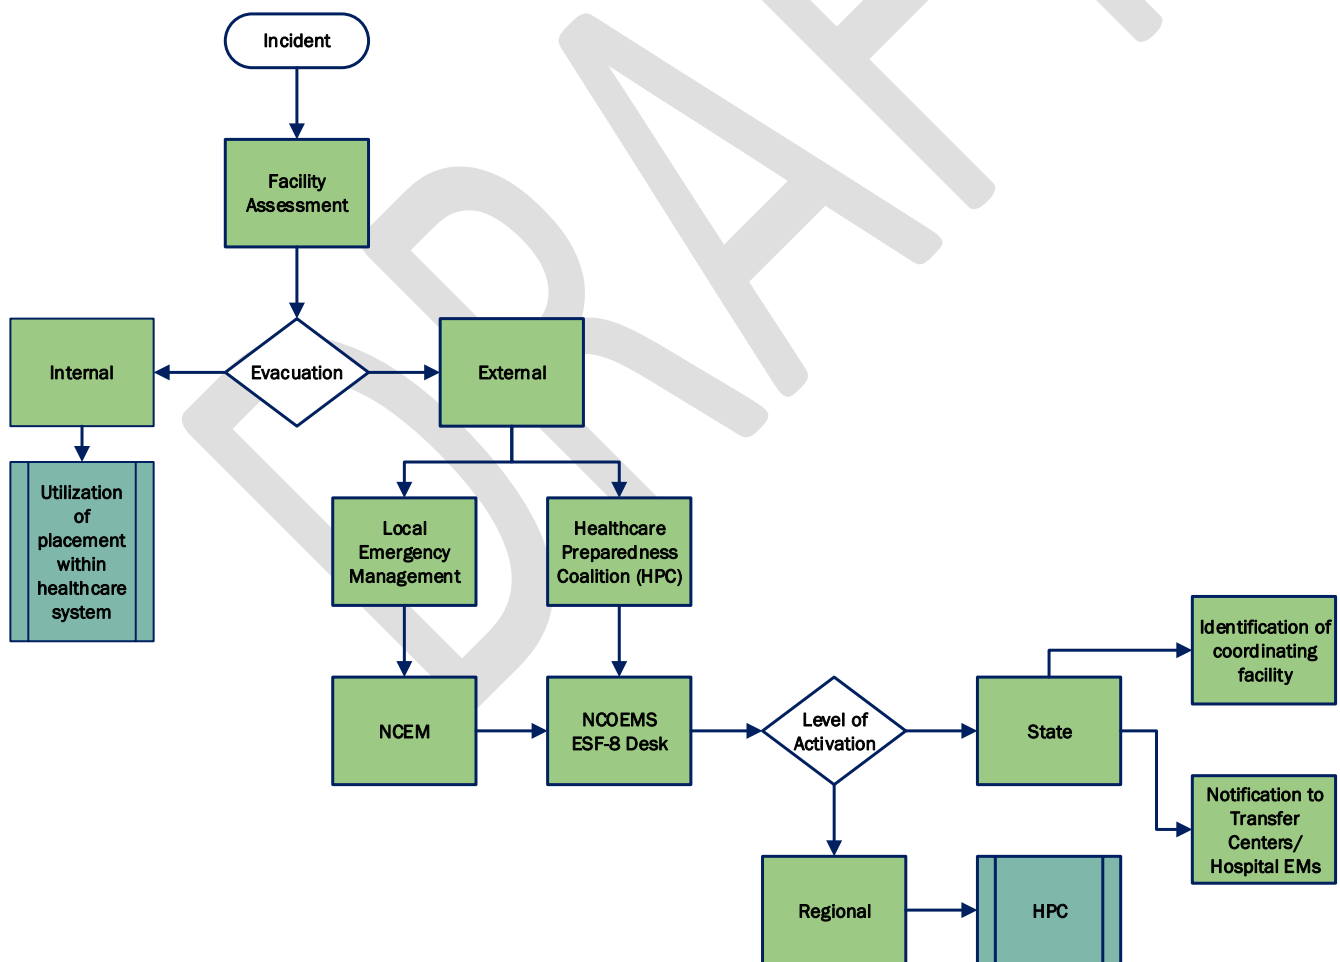 Incident
Facility
Assessment
Internal
Evacuation
External
Utilization
of
placement
within
healthcare
system
Local
Emergency
Management
Healthcare
Preparedness
Coalition (HPC)
NCEM
NCOEMS
ESF-8 Desk
Level of
Activation
State
Identification of
coordinating
facility
Notification to
Transfer
Centers/
Hospital EMs
Regional
HPC
DRAF